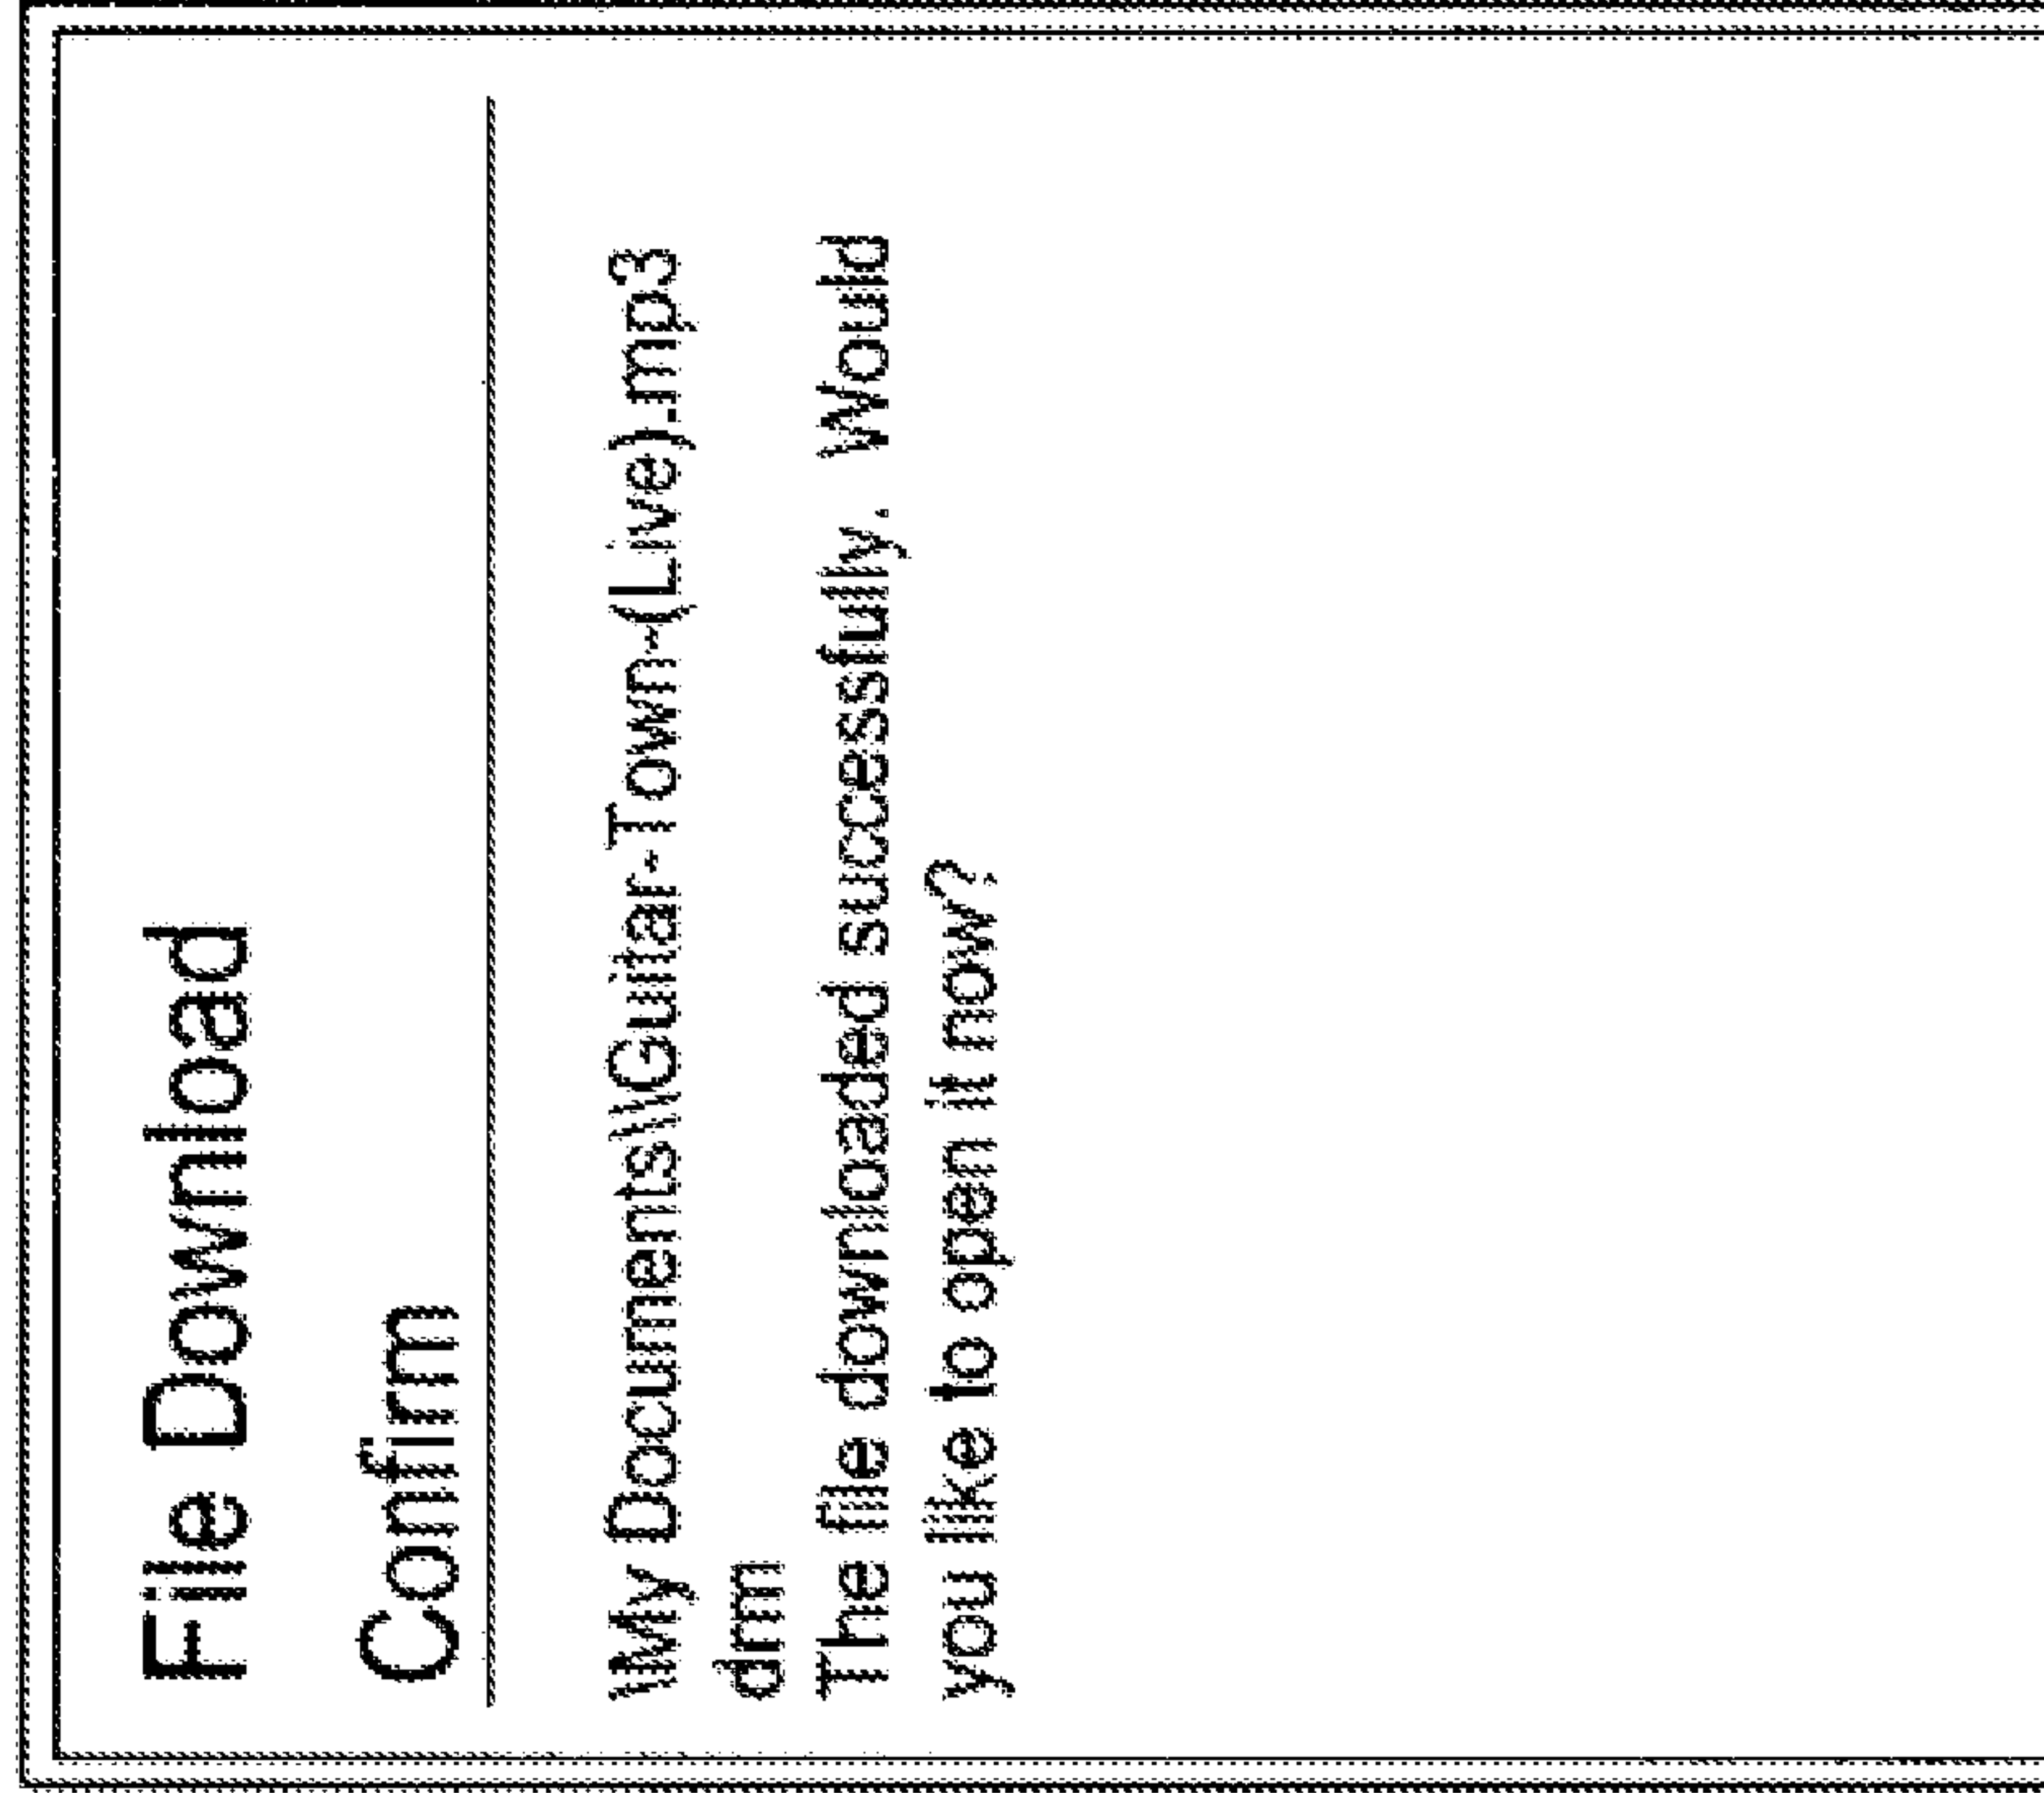 File Download
Confirm
\My Documents\\Guitar-Town-(Live).mp3
drm
The file downloaded successfully. Would
you like to open it now?